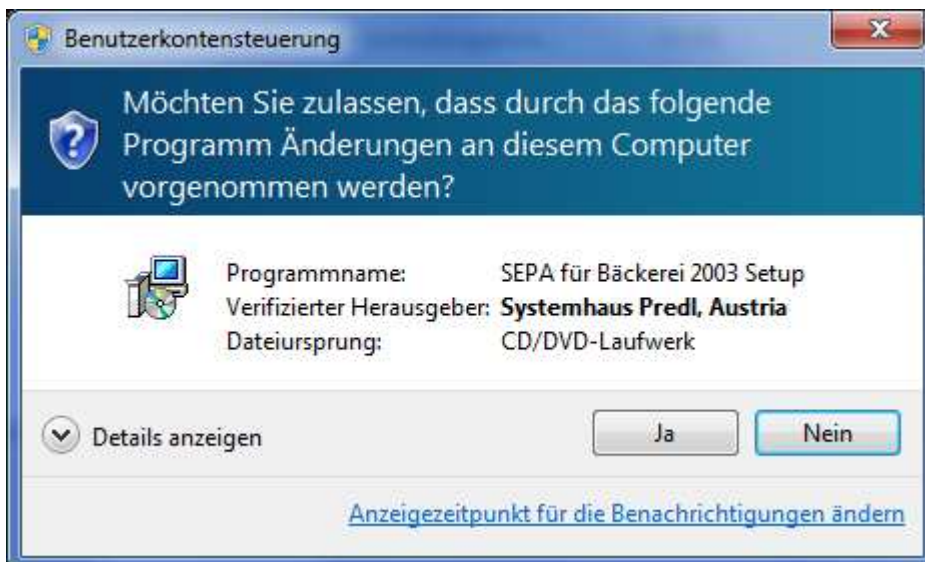 Benutzerkontensteuerung
Möchten Sie zulassen, dass durch das folgende
Programm Änderungen an diesem Computer
vorgenommen werden?
Programmname: SEPA für Bäckerei 2003 Setup
Verifizierter Herausgeber: Systemhaus Predl, Austria
Dateiursprung: CD/DVD-Laufwerk
Details anzeigen Ja Nein
Anzeigezeitpunkt für die Benachrichtigungen ändern